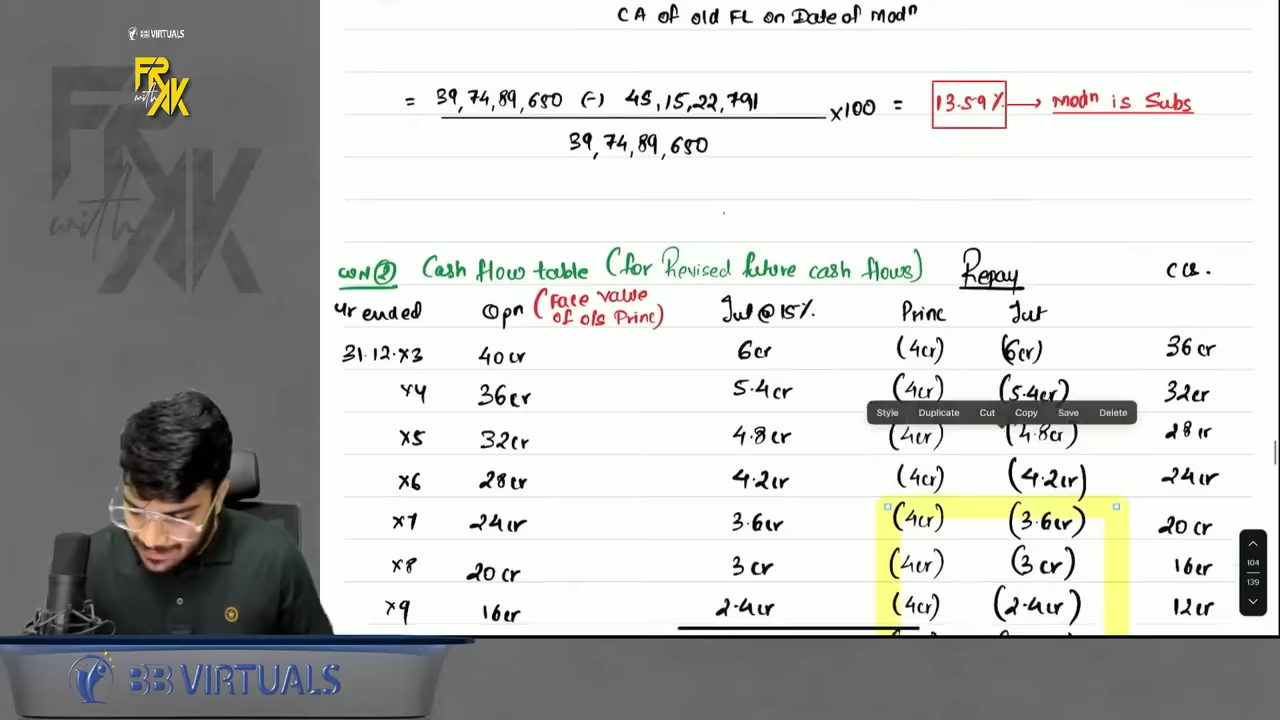 BB VIRTUALS
FR
with
KK
FR
with
KK
CA of old FL on Date of Modⁿ
= 39,74,89,680 (-) 45,15,22,791 ×100 = 13.59% → Modⁿ is Subs
39,74,89,680
WN ② Cash flow table (for Revised future cash flows) Repay CB.
Yr ended Opn (Face value of o/s Princ) Int @ 15%. Princ Int
31.12.x3 40cr 6cr (4cr) (6cr) 36cr
x4 36cr 5.4cr (4cr) (5.4cr) 32cr
Style Duplicate Cut Copy Save Delete
x5 32cr 4.8cr (4cr) (4.8cr) 28cr
x6 28cr 4.2cr (4cr) (4.2cr) 24cr
x7 24cr 3.6cr (4cr) (3.6cr) 20cr
x8 20cr 3cr (4cr) (3cr) 16cr
x9 16cr 2.4cr (4cr) (2.4cr) 12cr
104
139
BB VIRTUALS